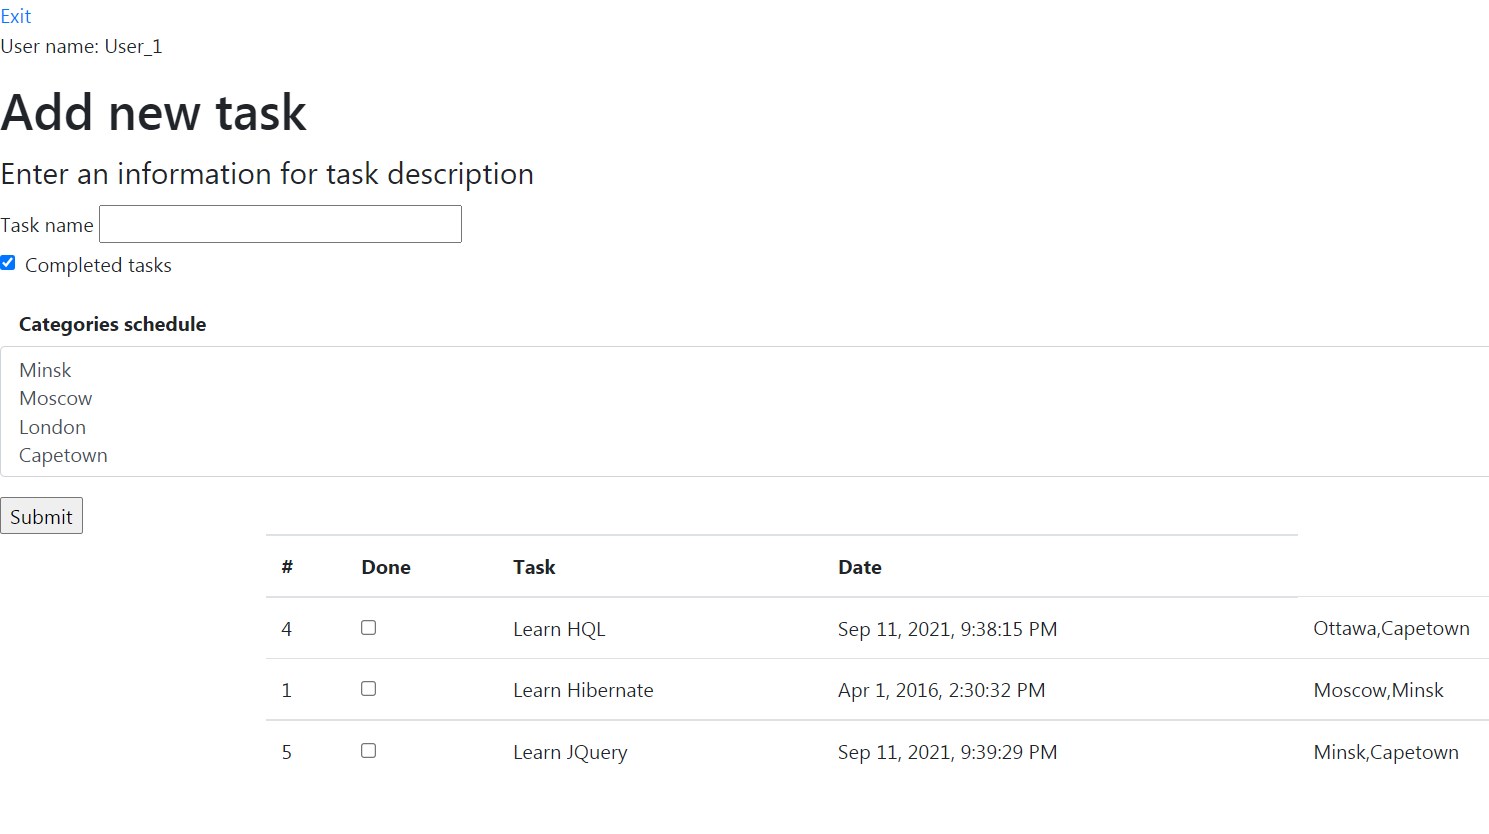 Exit
User name: User_1
Add new task
Enter an information for task description
Task name
Completed tasks
Categories schedule
Minsk
Moscow
London
Capetown
Submit
# Done Task Date
4 Learn HQL Sep 11, 2021, 9:38:15 PM Ottawa,Capetown
1 Learn Hibernate Apr 1, 2016, 2:30:32 PM Moscow,Minsk
5 Learn JQuery Sep 11, 2021, 9:39:29 PM Minsk,Capetown